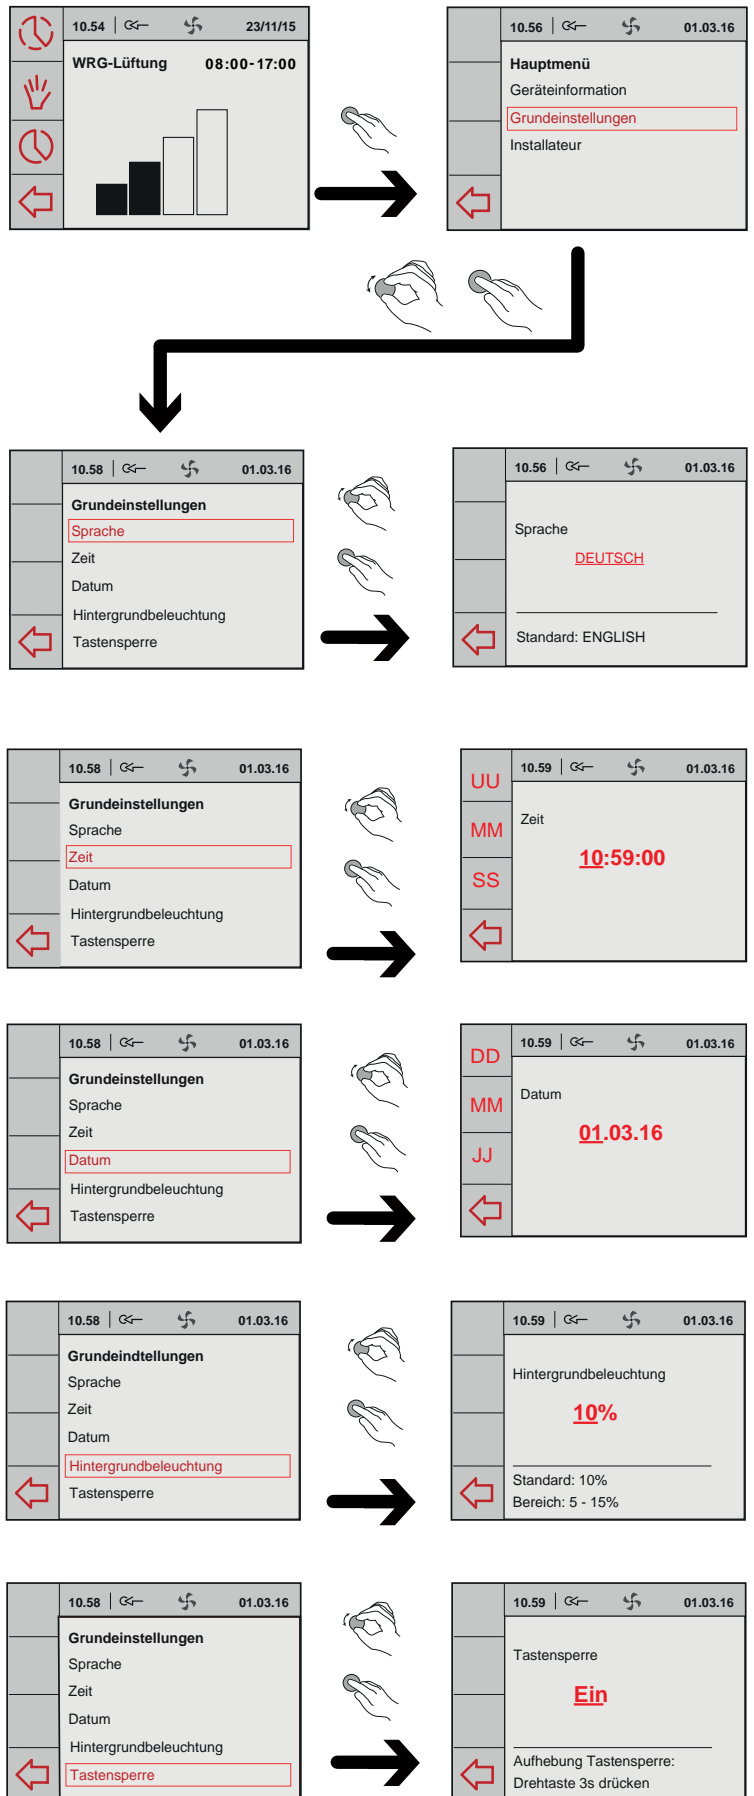 10.54 23/11/15
WRG-Lüftung 08:00-17:00
10.56 01.03.16
Hauptmenü
Geräteinformation
Grundeinstellungen
Installateur
10.58 01.03.16
Grundeinstellungen
Sprache
Zeit
Datum
Hintergrundbeleuchtung
Tastensperre
10.56 01.03.16
Sprache
DEUTSCH
Standard: ENGLISH
10.58 01.03.16
Grundeinstellungen
Sprache
Zeit
Datum
Hintergrundbeleuchtung
Tastensperre
UU
MM
SS
10.59 01.03.16
Zeit
10:59:00
10.58 01.03.16
Grundeinstellungen
Sprache
Zeit
Datum
Hintergrundbeleuchtung
Tastensperre
DD
MM
JJ
10.59 01.03.16
Datum
01.03.16
10.58 01.03.16
Grundeindtellungen
Sprache
Zeit
Datum
Hintergrundbeleuchtung
Tastensperre
10.59 01.03.16
Hintergrundbeleuchtung
10%
Standard: 10%
Bereich: 5 - 15%
10.58 01.03.16
Grundeinstellungen
Sprache
Zeit
Datum
Hintergrundbeleuchtung
Tastensperre
10.59 01.03.16
Tastensperre
Ein
Aufhebung Tastensperre:
Drehtaste 3s drücken